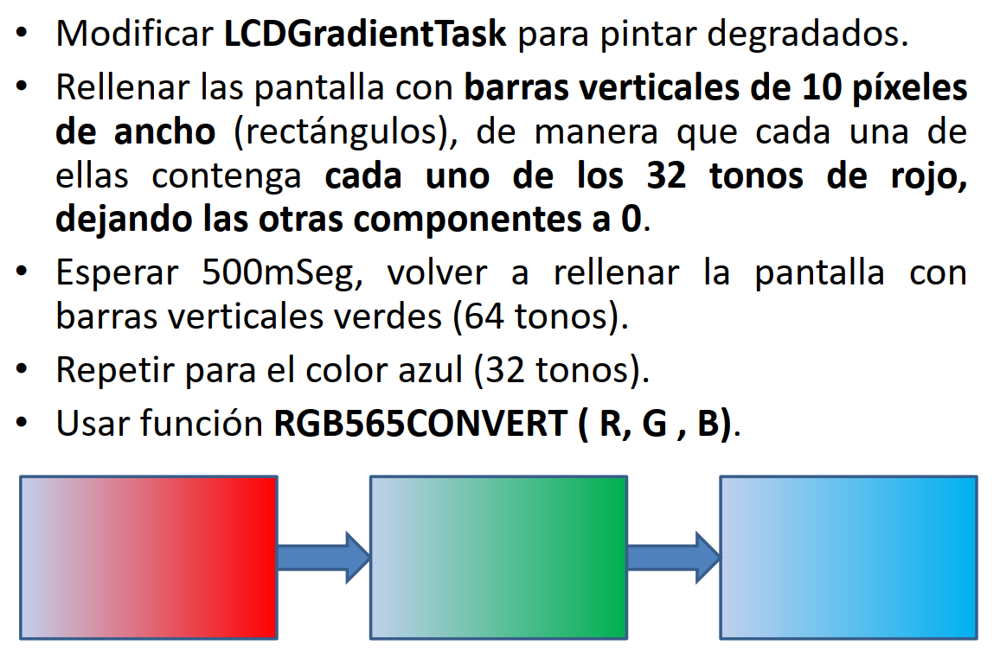 • Modificar LCDGradientTask para pintar degradados.
• Rellenar las pantalla con barras verticales de 10 píxeles
de ancho (rectángulos), de manera que cada una de
ellas contenga cada uno de los 32 tonos de rojo,
dejando las otras componentes a 0.
• Esperar 500mSeg, volver a rellenar la pantalla con
barras verticales verdes (64 tonos).
• Repetir para el color azul (32 tonos).
• Usar función RGB565CONVERT ( R, G , B).